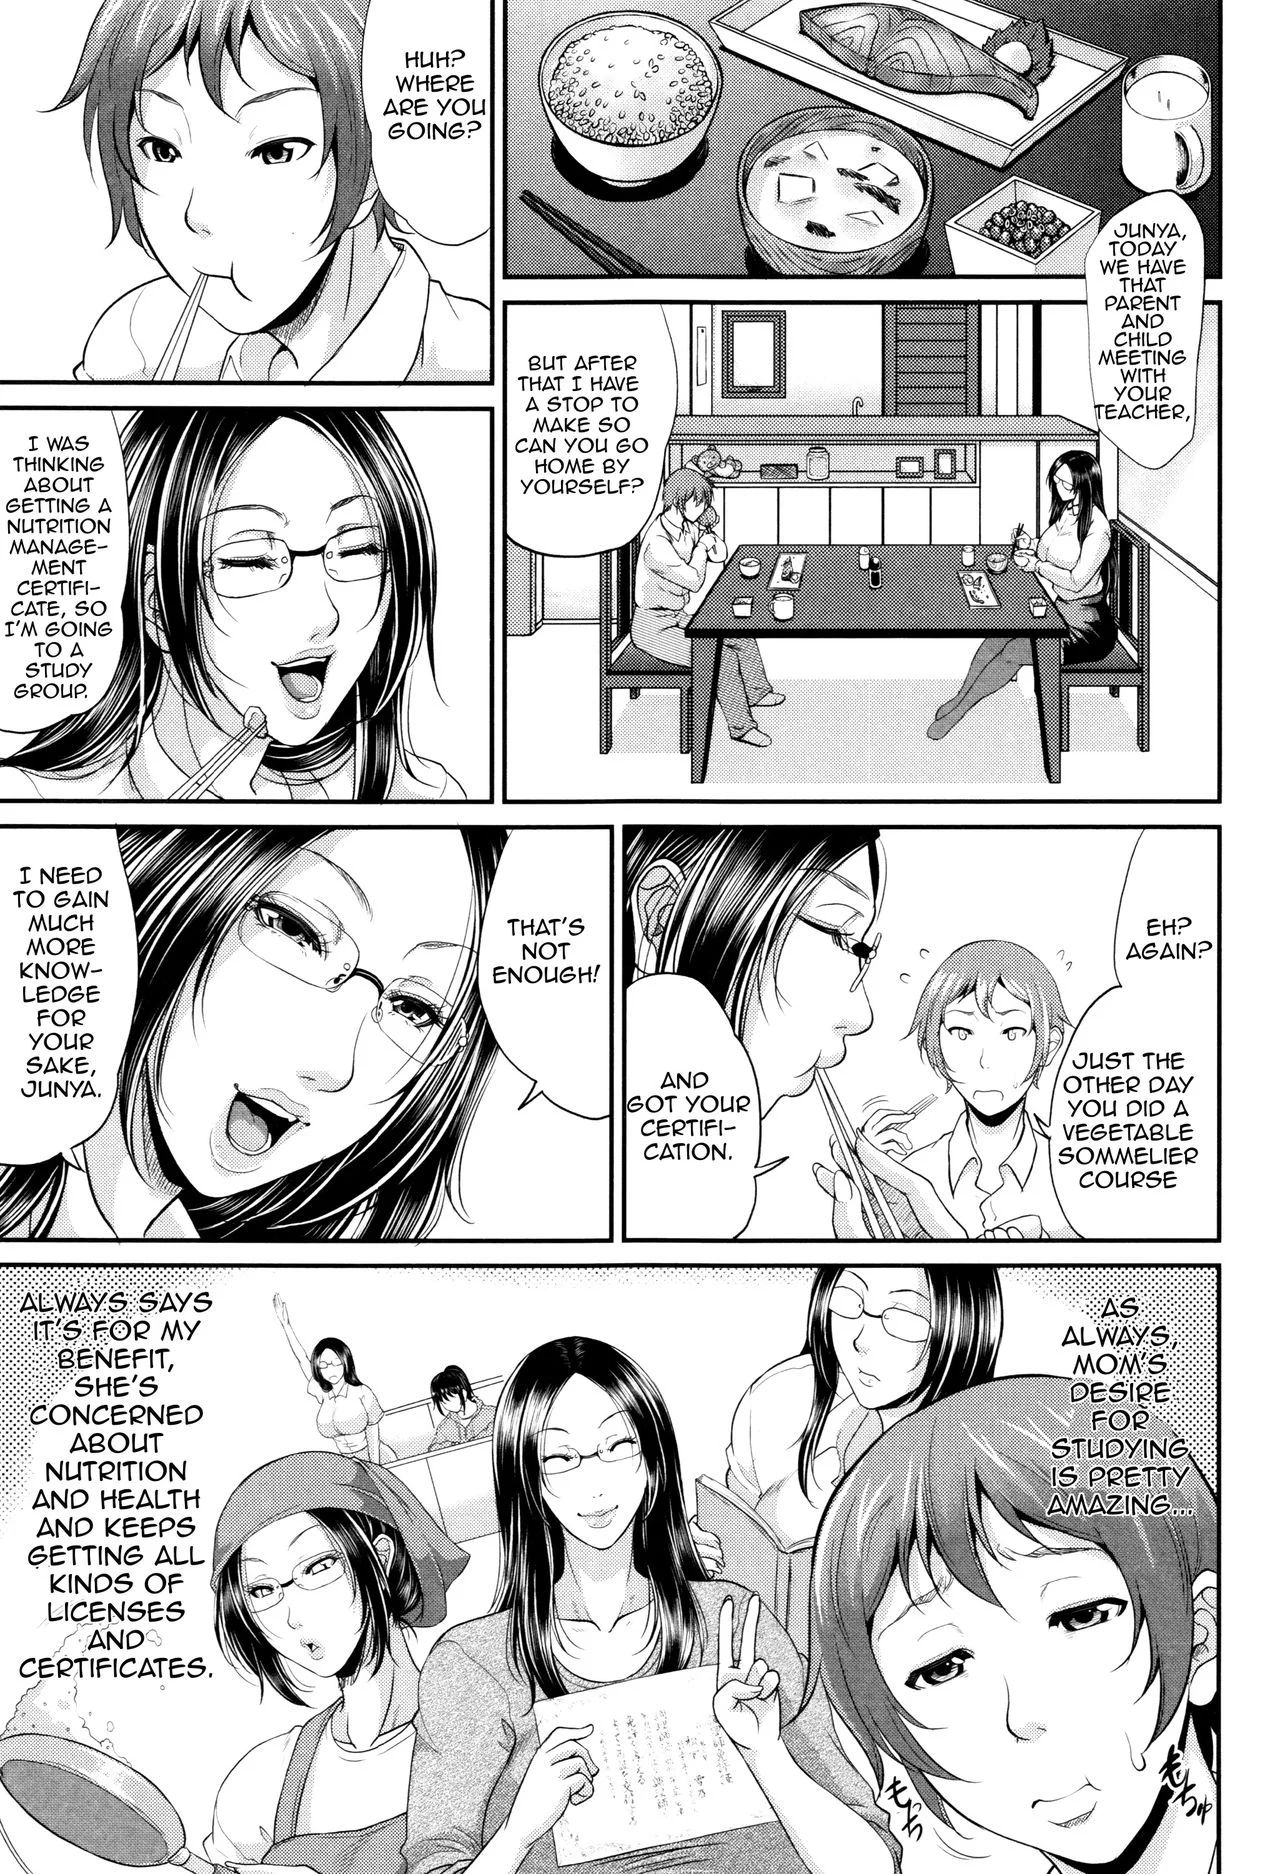 JUNYA,
TODAY
WE HAVE
THAT
PARENT
AND
CHILD
MEETING
WITH
YOUR
TEACHER,
BUT AFTER
THAT I HAVE
A STOP TO
MAKE SO
CAN YOU GO
HOME BY
YOURSELF?
HUH?
WHERE
ARE YOU
GOING?
I WAS
THINKING
ABOUT
GETTING A
NUTRITION
MANAGE-
MENT
CERTIFI-
CATE, SO
I'M GOING
TO A
STUDY
GROUP.
EH?
AGAIN?
JUST THE
OTHER DAY
YOU DID A
VEGETABLE
SOMMELIER
COURSE
AND
GOT YOUR
CERTIFI-
CATION.
THAT'S
NOT
ENOUGH!
I NEED
TO GAIN
MUCH
MORE
KNOW-
LEDGE
FOR
YOUR
SAKE,
JUNYA.
AS
ALWAYS,
MOM'S
DESIRE
FOR
STUDYING
IS PRETTY
AMAZING...
ALWAYS SAYS
IT'S FOR MY
BENEFIT,
SHE'S
CONCERNED
ABOUT
NUTRITION
AND HEALTH
AND KEEPS
GETTING ALL
KINDS OF
LICENSES
AND
CERTIFICATES.